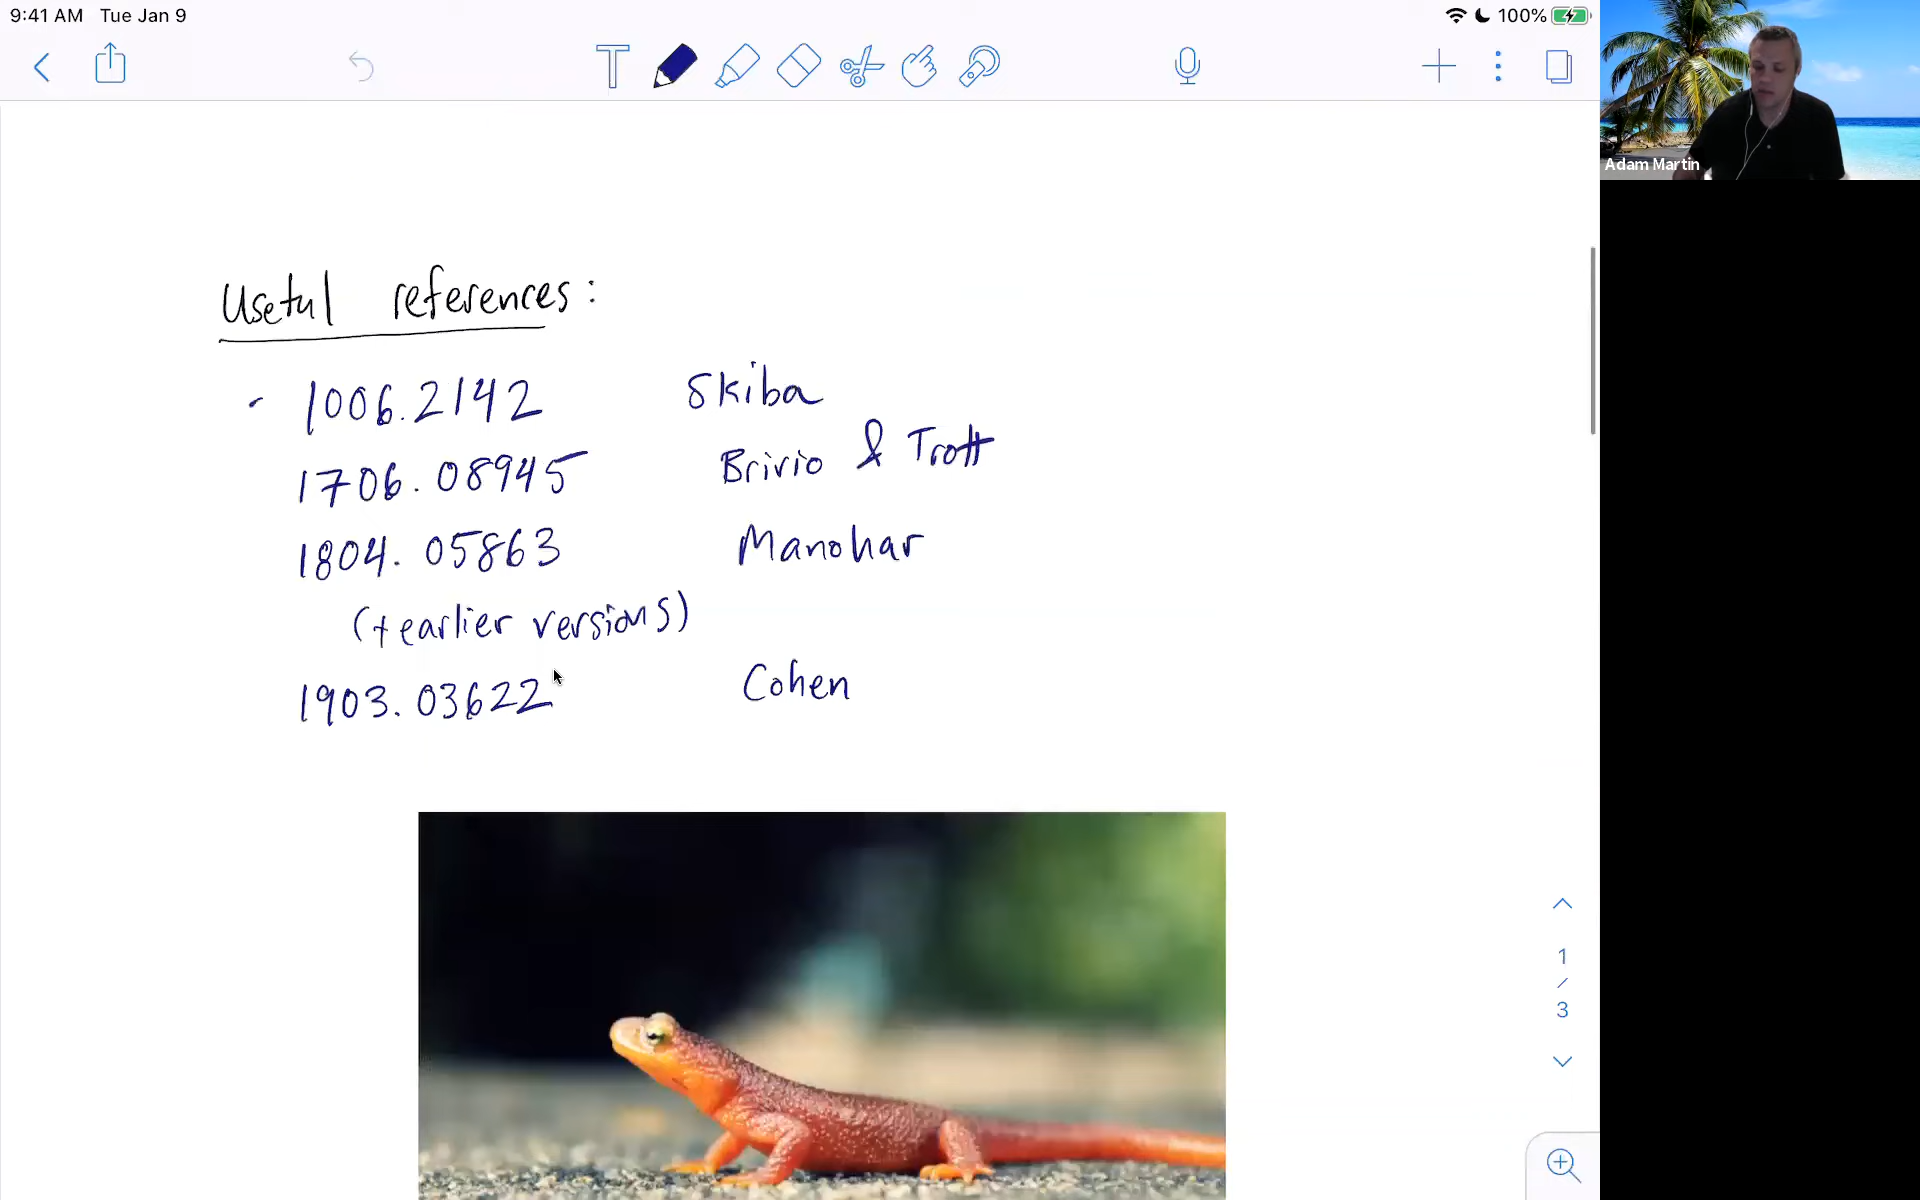 9:41 AM Tue Jan 9
100%
T
Adam Martin
Useful references:
- 1006.2142 Skiba
1706.08945 Brivio & Trott
1804.05863 Manohar
(+earlier versions)
1903.03622 Cohen
1
/
3